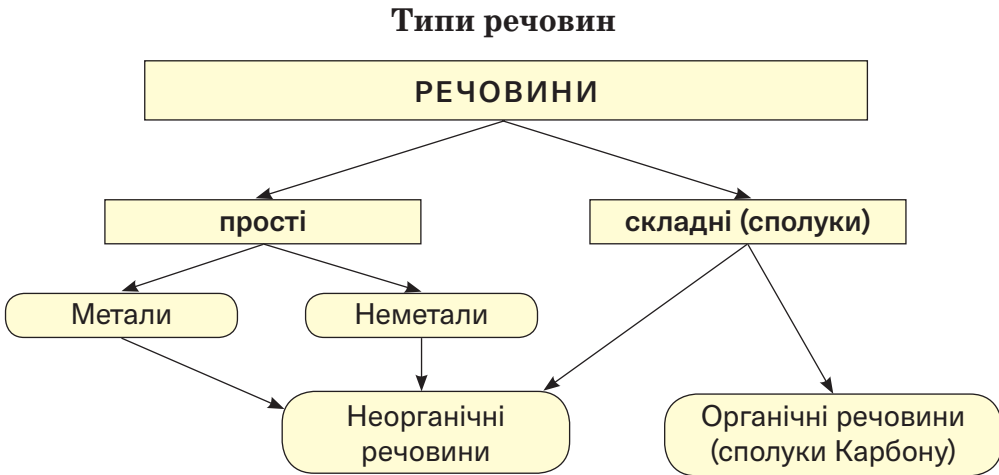 Типи речовин
РЕЧОВИНИ
прості
складні (сполуки)
Метали
Неметали
Неорганічні
речовини
Органічні речовини
(сполуки Карбону)